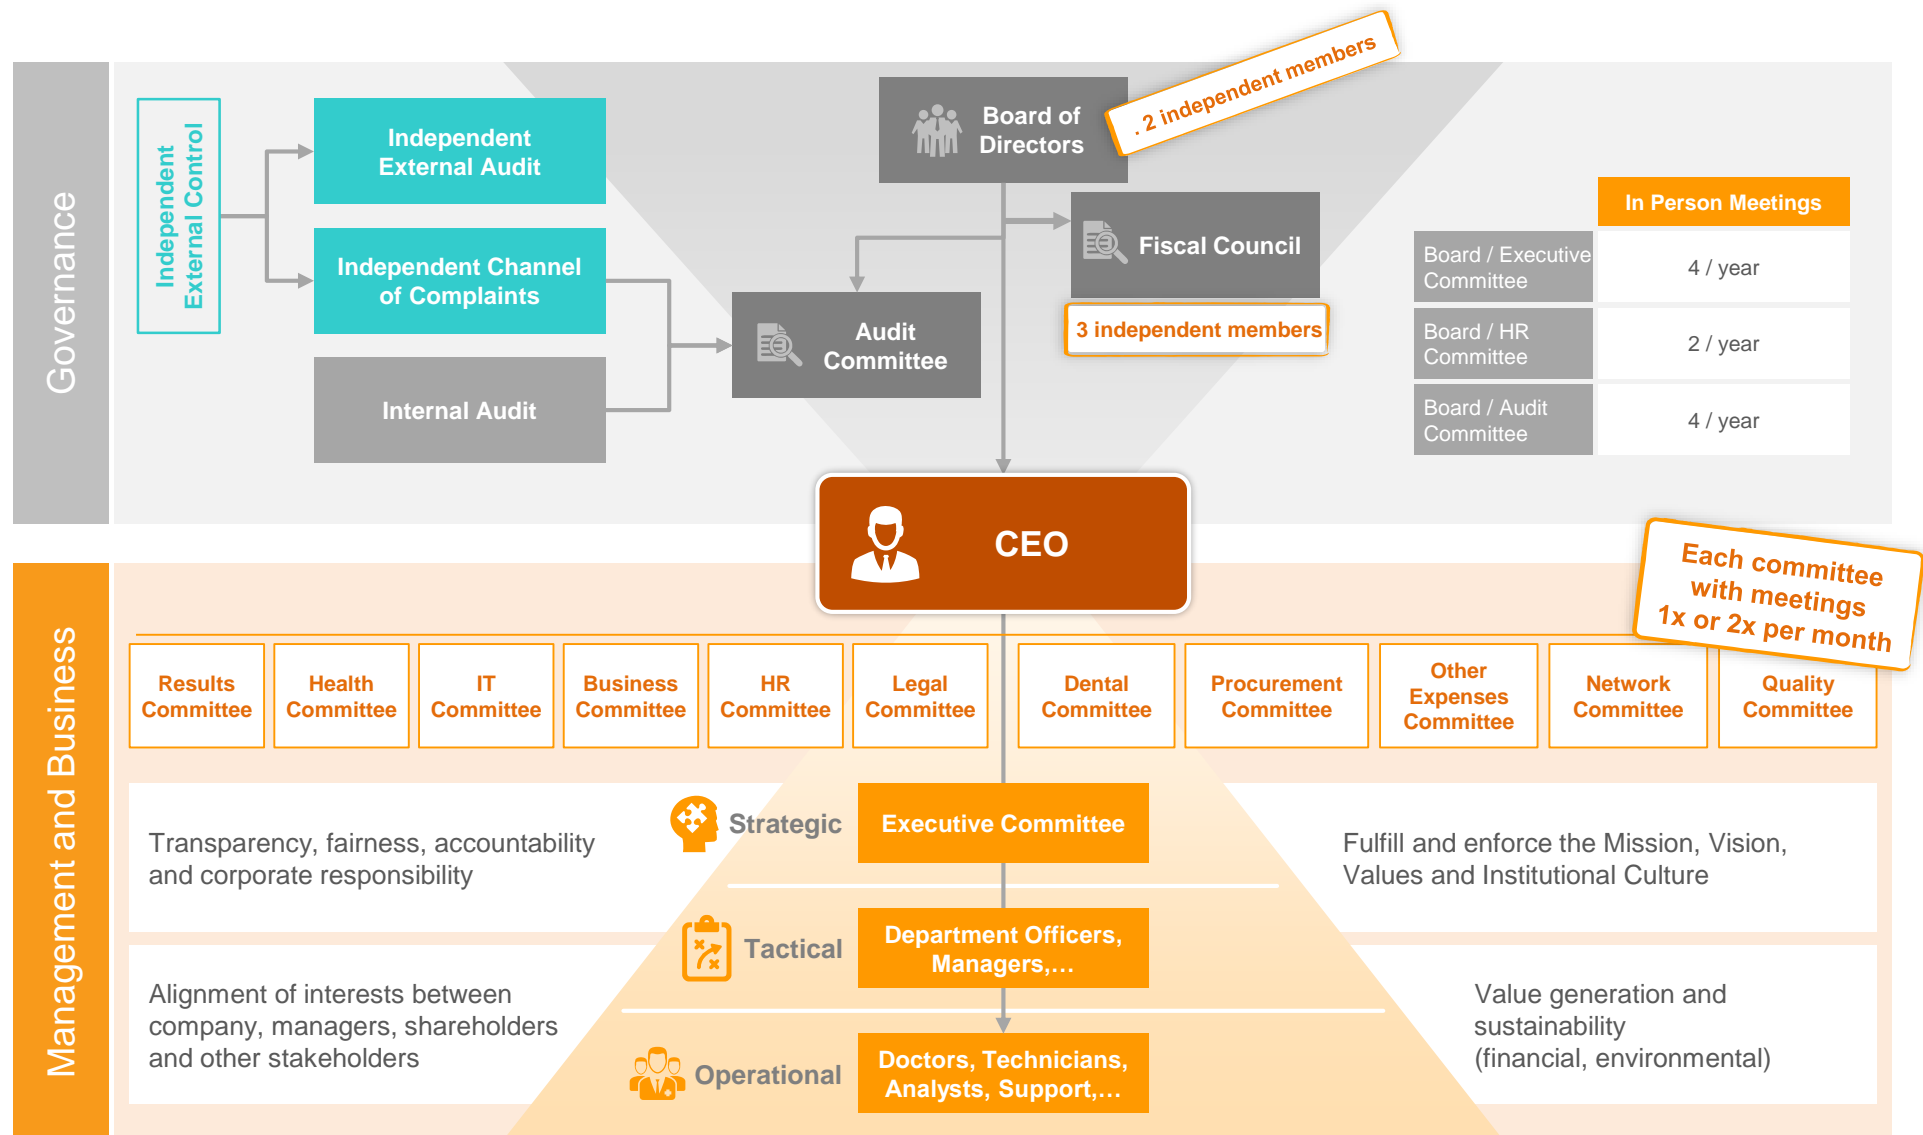 Governance
Independent
External Control
Independent
External Audit
Independent Channel
of Complaints
Internal Audit
Board of
Directors
. 2 independent members
Fiscal Council
3 independent members
Audit
Committee
In Person Meetings
Board / Executive
Committee
4 / year
Board / HR
Committee
2 / year
Board / Audit
Committee
4 / year
CEO
Each committee
with meetings
1x or 2x per month
Management and Business
Results
Committee
Health
Committee
IT
Committee
Business
Committee
HR
Committee
Legal
Committee
Dental
Committee
Procurement
Committee
Other
Expenses
Committee
Network
Committee
Quality
Committee
Transparency, fairness, accountability
and corporate responsibility
Strategic
Executive Committee
Fulfill and enforce the Mission, Vision,
Values and Institutional Culture
Tactical
Department Officers,
Managers,…
Alignment of interests between
company, managers, shareholders
and other stakeholders
Operational
Doctors, Technicians,
Analysts, Support,…
Value generation and
sustainability
(financial, environmental)